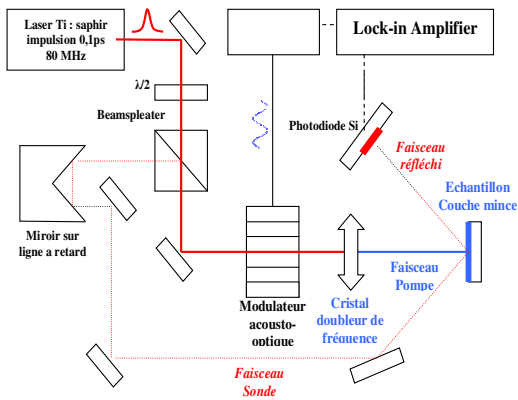 Laser Ti : saphir
impulsion 0,1ps
80 MHz
Lock-in Amplifier
λ/2
Beamspleater
Photodiode Si
Faisceau
réfléchi
Echantillon
Couche mince
Miroir sur
ligne a retard
Modulateur
acousto-
optique
Cristal
doubleur de
fréquence
Faisceau
Pompe
Faisceau
Sonde